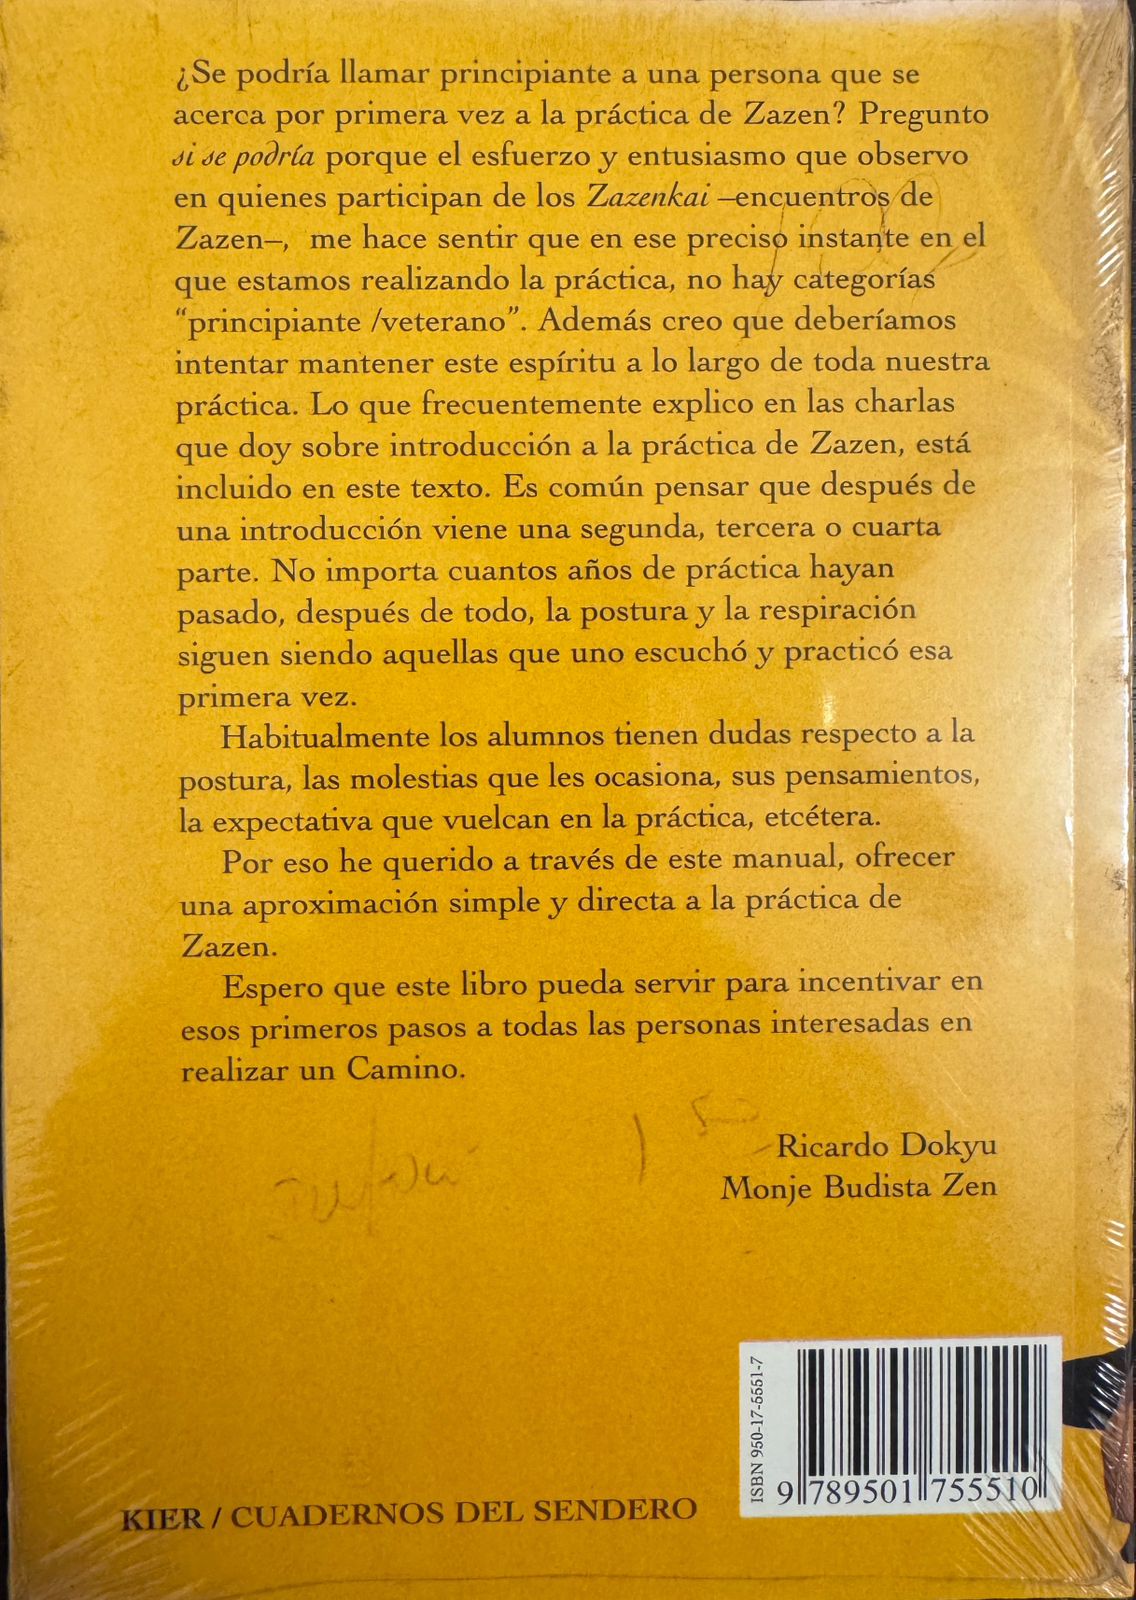 ¿Se podría llamar principiante a una persona que se
acerca por primera vez a la práctica de Zazen? Pregunto
si se podría porque el esfuerzo y entusiasmo que observo
en quienes participan de los Zazenkai –encuentros de
Zazen–, me hace sentir que en ese preciso instante en el
que estamos realizando la práctica, no hay categorías
“principiante /veterano”. Además creo que deberíamos
intentar mantener este espíritu a lo largo de toda nuestra
práctica. Lo que frecuentemente explico en las charlas
que doy sobre introducción a la práctica de Zazen, está
incluido en este texto. Es común pensar que después de
una introducción viene una segunda, tercera o cuarta
parte. No importa cuantos años de práctica hayan
pasado, después de todo, la postura y la respiración
siguen siendo aquellas que uno escuchó y practicó esa
primera vez.
Habitualmente los alumnos tienen dudas respecto a la
postura, las molestias que les ocasiona, sus pensamientos,
la expectativa que vuelcan en la práctica, etcétera.
Por eso he querido a través de este manual, ofrecer
una aproximación simple y directa a la práctica de
Zazen.
Espero que este libro pueda servir para incentivar en
esos primeros pasos a todas las personas interesadas en
realizar un Camino.
Ricardo Dokyu
Monje Budista Zen
ISBN 950-17-5551-7
9 789501 755510
KIER / CUADERNOS DEL SENDERO